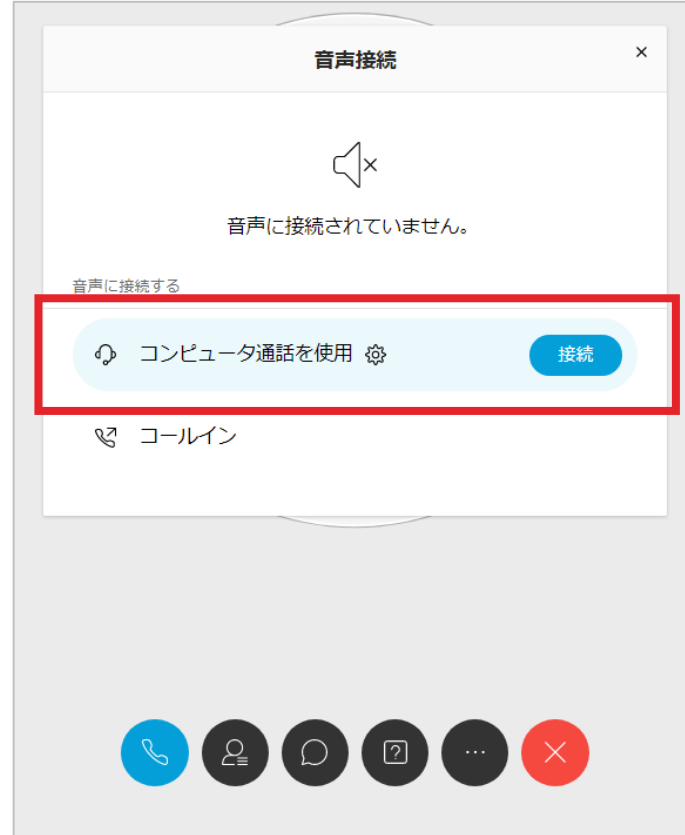 音声接続
音声に接続されていません。
音声に接続する
コンピュータ通話を使用
接続
コールイン